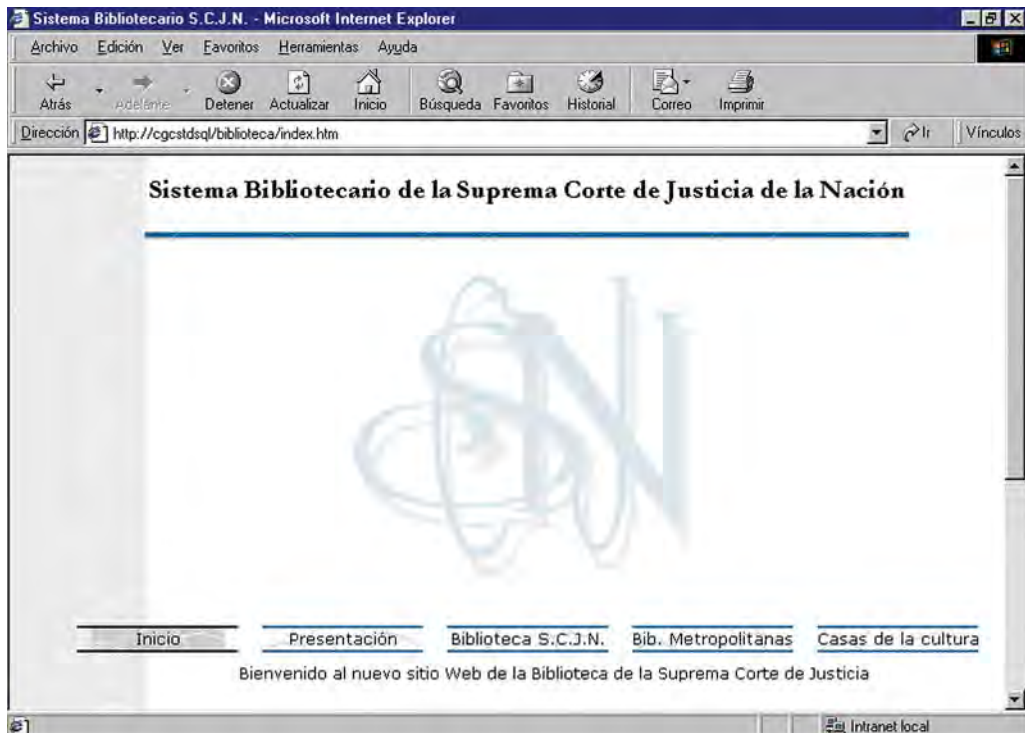 Sistema Bibliotecario S.C.J.N. - Microsoft Internet Explorer
Archivo Edición Ver Favoritos Herramientas Ayuda
Atrás Adelante Detener Actualizar Inicio Búsqueda Favoritos Historial Correo Imprimir
Dirección http://cgcstdsql/biblioteca/index.htm Ir Vínculos
Sistema Bibliotecario de la Suprema Corte de Justicia de la Nación
Inicio Presentación Biblioteca S.C.J.N. Bib. Metropolitanas Casas de la cultura
Bienvenido al nuevo sitio Web de la Biblioteca de la Suprema Corte de Justicia
Intranet local